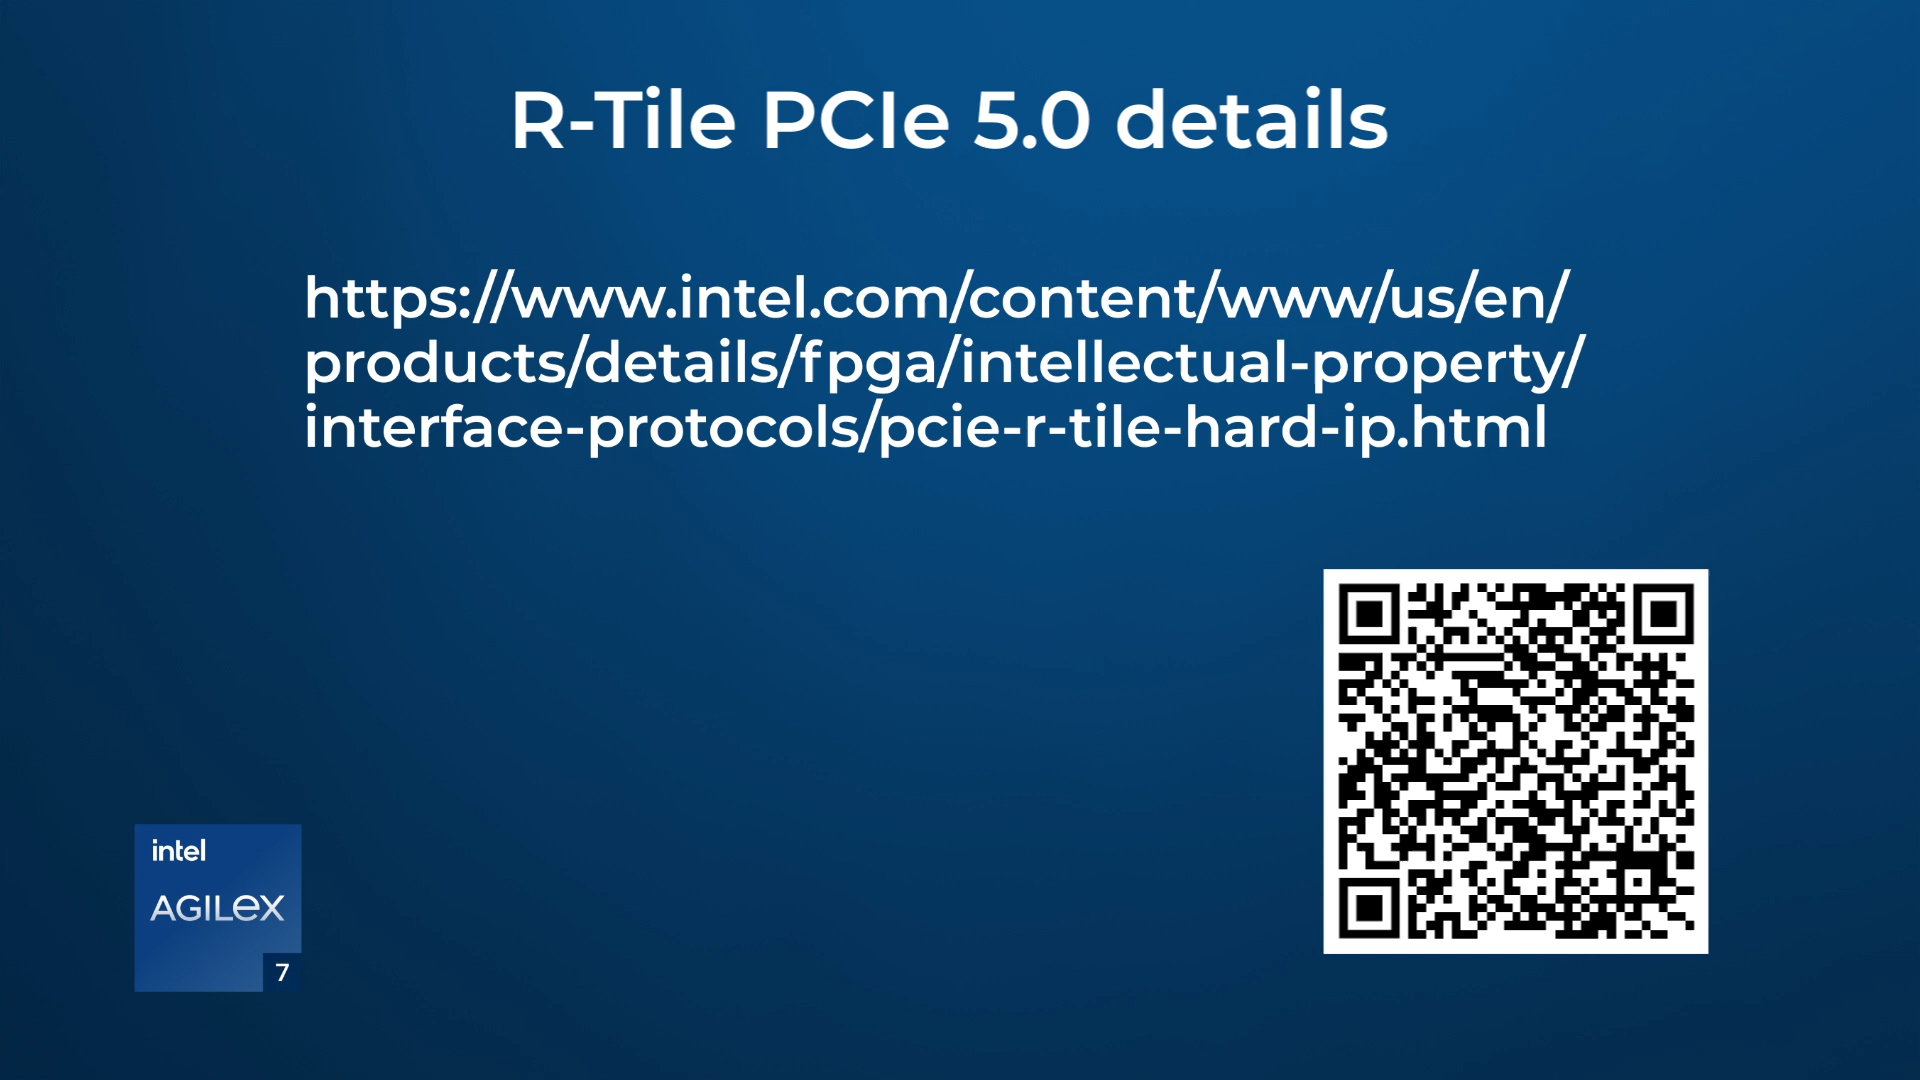 R-Tile PCIe 5.0 details
https://www.intel.com/content/www/us/en/
products/details/fpga/intellectual-property/
interface-protocols/pcie-r-tile-hard-ip.html
intel
AGILEX
7